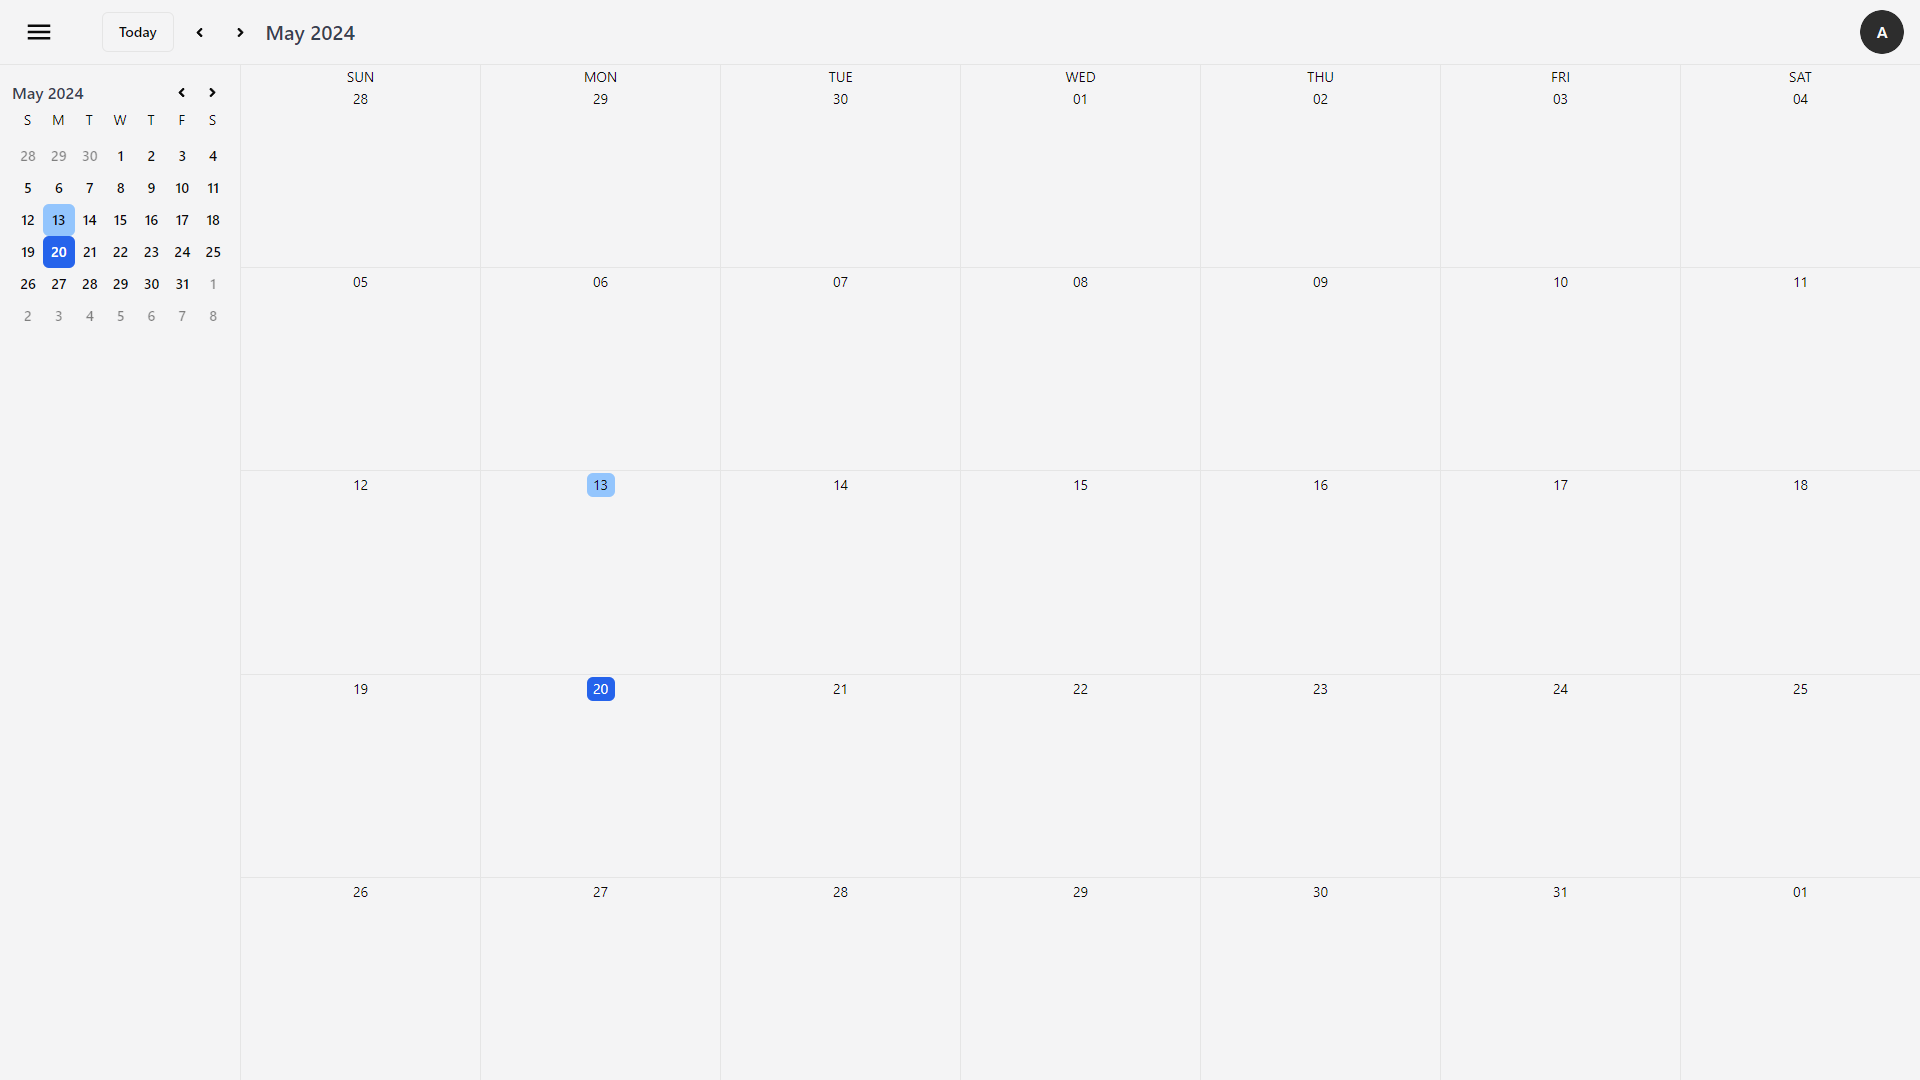 Today May 2024 A
May 2024
S M T W T F S
28 29 30 1 2 3 4
5 6 7 8 9 10 11
12 13 14 15 16 17 18
19 20 21 22 23 24 25
26 27 28 29 30 31 1
2 3 4 5 6 7 8
SUN MON TUE WED THU FRI SAT
28 29 30 01 02 03 04
05 06 07 08 09 10 11
12 13 14 15 16 17 18
19 20 21 22 23 24 25
26 27 28 29 30 31 01